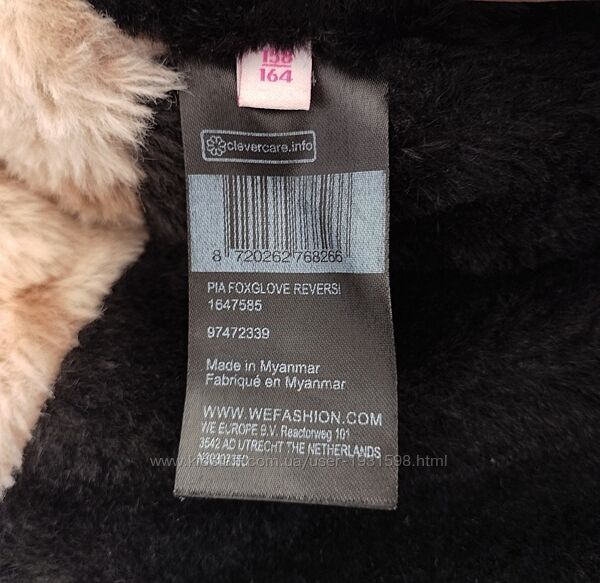 158
164
clevercare.info
8 720262 768266
PIA FOXGLOVE REVERSI
1647585
97472339
Made in Myanmar
Fabriqué en Myanmar
WWW.WEFASHION.COM
WE EUROPE B.V. Reactorweg 101
3542 AD UTRECHT THE NETHERLANDS